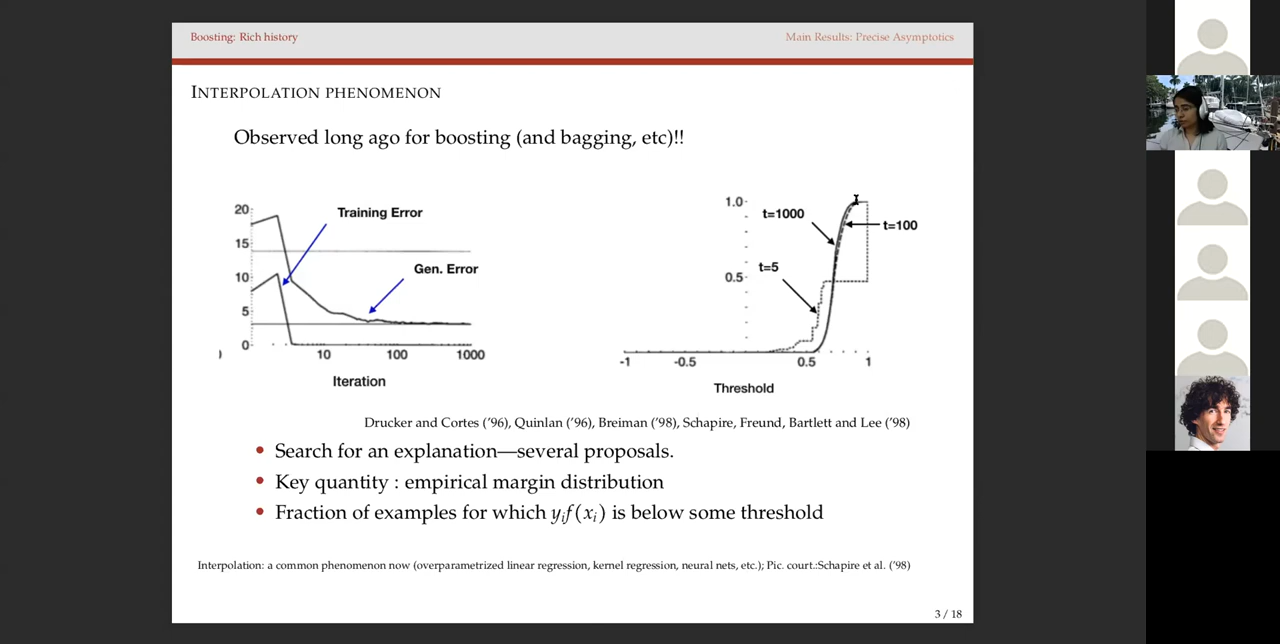 Boosting: Rich history
Main Results: Precise Asymptotics
INTERPOLATION PHENOMENON
Observed long ago for boosting (and bagging, etc)!!
20
15
10
5
0
Training Error
Gen. Error
)
10
100
1000
Iteration
1.0
0.5
t=1000
t=100
t=5
-1
-0.5
0.5
1
Threshold
Drucker and Cortes ('96), Quinlan ('96), Breiman ('98), Schapire, Freund, Bartlett and Lee ('98)
• Search for an explanation—several proposals.
• Key quantity : empirical margin distribution
• Fraction of examples for which yᵢf(xᵢ) is below some threshold
Interpolation: a common phenomenon now (overparametrized linear regression, kernel regression, neural nets, etc.); Pic. court.:Schapire et al. ('98)
3 / 18